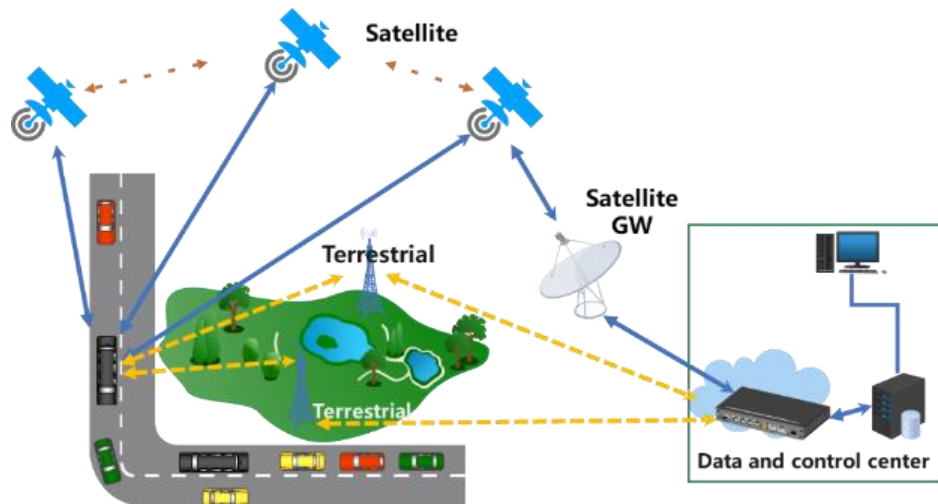 Satellite
Satellite
GW
Terrestrial
Terrestrial
Data and control center